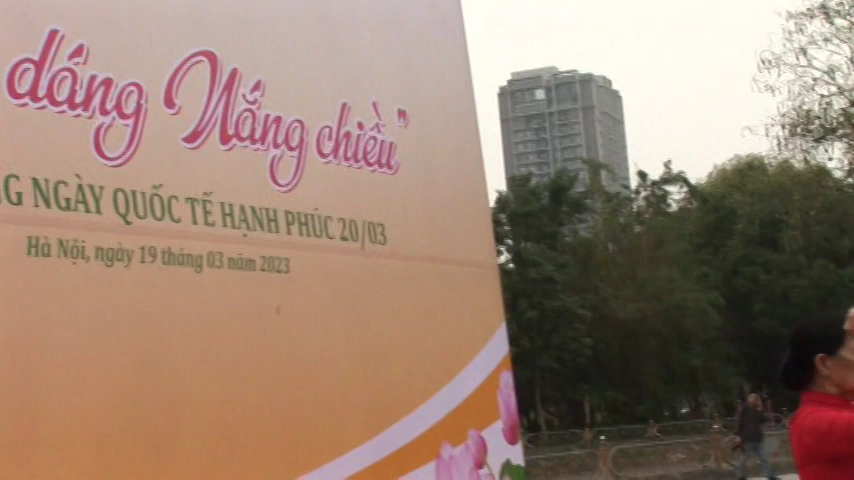 dáng Nắng chiều"
G NGÀY QUỐC TẾ HẠNH PHÚC 20/03
Hà Nội, ngày 19 tháng 03 năm 2023